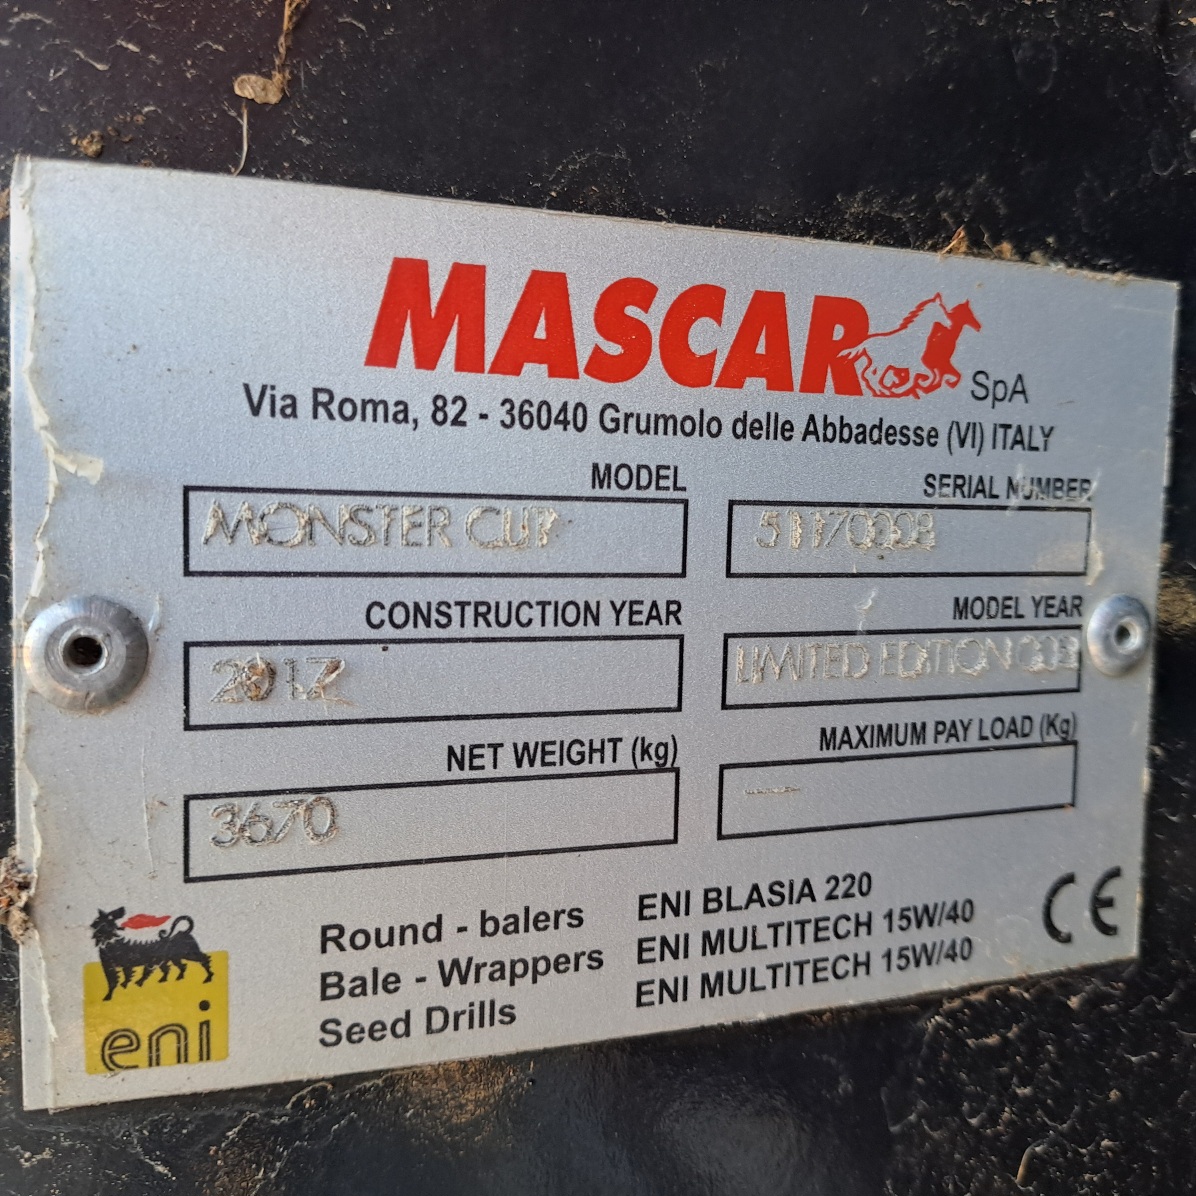 MASCAR SpA
Via Roma, 82 - 36040 Grumolo delle Abbadesse (VI) ITALY
MODEL
MONSTER CUT
SERIAL NUMBER
51170008
CONSTRUCTION YEAR
2017
MODEL YEAR
LIMITED EDITION
NET WEIGHT (kg)
3670
MAXIMUM PAY LOAD (Kg)
—
Round - balers ENI BLASIA 220
Bale - Wrappers ENI MULTITECH 15W/40
Seed Drills ENI MULTITECH 15W/40
CE
eni